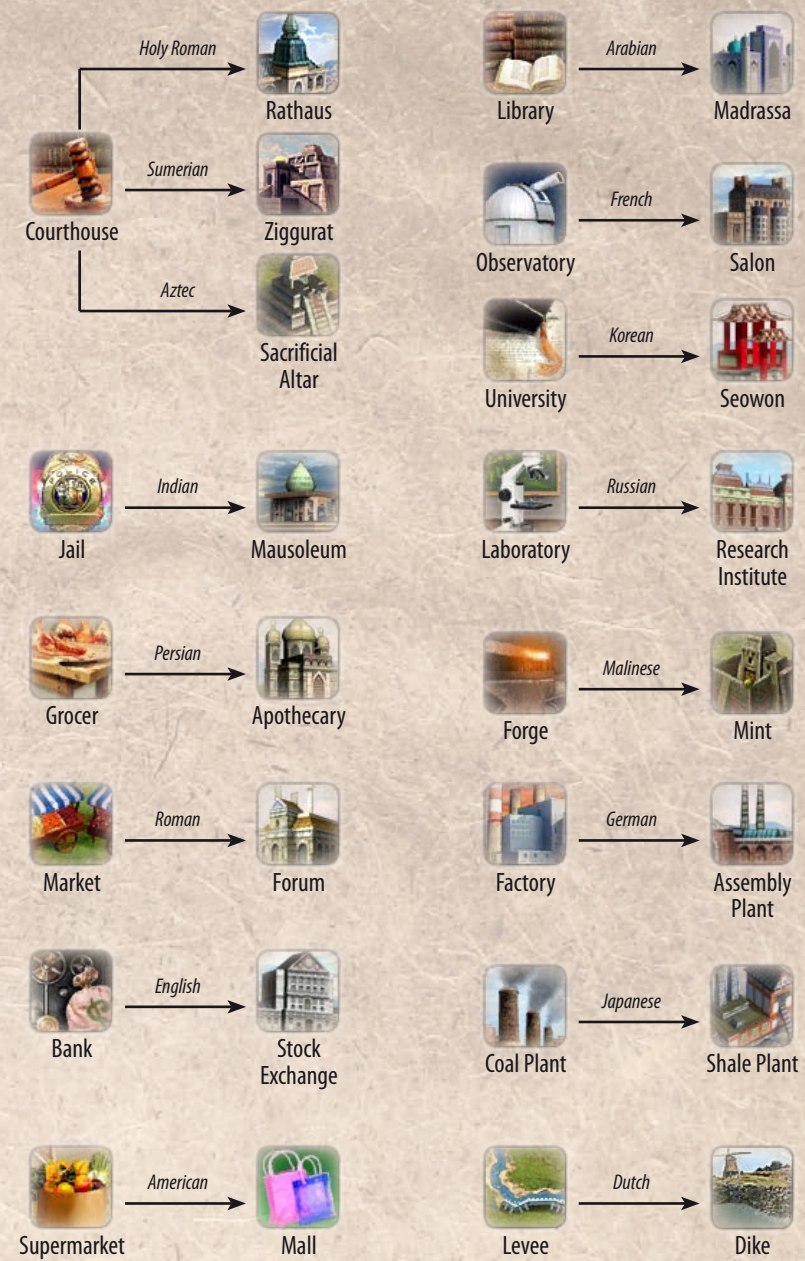 Holy Roman
Rathaus
Courthouse
Sumerian
Ziggurat
Aztec
Sacrificial
Altar
Jail
POLICE
Indian
Mausoleum
Grocer
Persian
Apothecary
Market
Roman
Forum
Bank
English
Stock
Exchange
Supermarket
American
Mall
Library
Arabian
Madrassa
Observatory
French
Salon
University
Korean
Seowon
Laboratory
Russian
Research
Institute
Forge
Malinese
Mint
Factory
German
Assembly
Plant
Coal Plant
Japanese
Shale Plant
Levee
Dutch
Dike